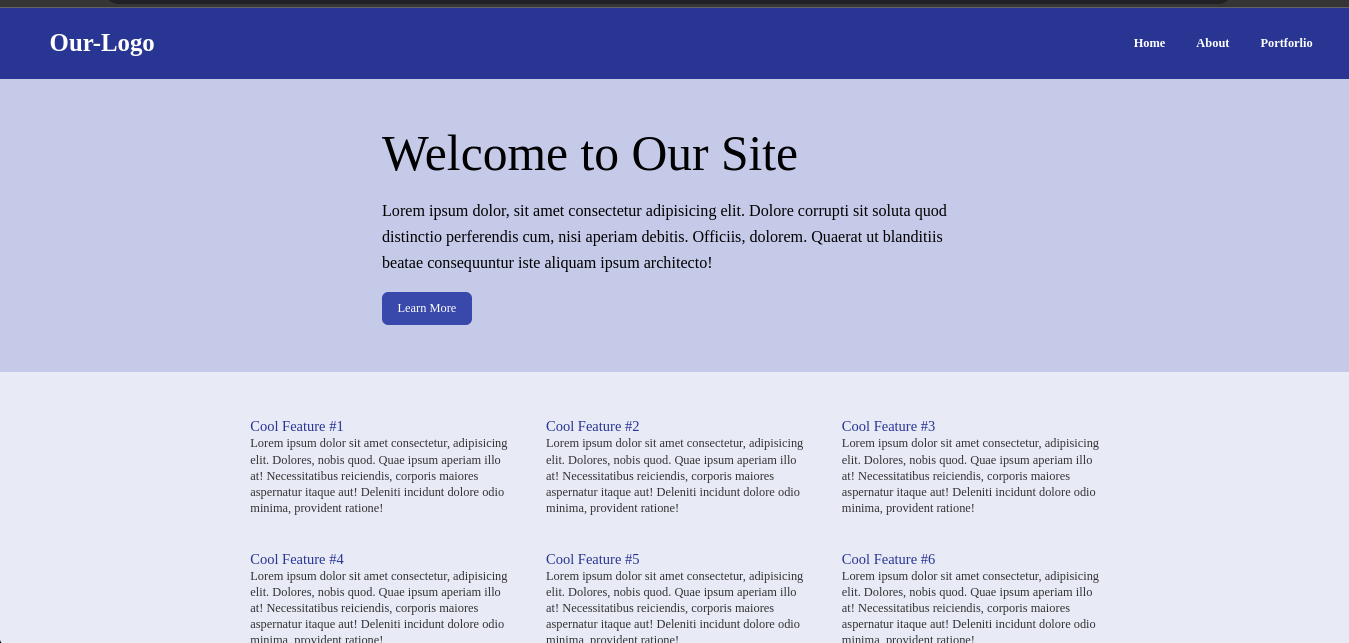 Our-Logo
Home About Portforlio
Welcome to Our Site
Lorem ipsum dolor, sit amet consectetur adipisicing elit. Dolore corrupti sit soluta quod
distinctio perferendis cum, nisi aperiam debitis. Officiis, dolorem. Quaerat ut blanditiis
beatae consequuntur iste aliquam ipsum architecto!
Learn More
Cool Feature #1
Lorem ipsum dolor sit amet consectetur, adipisicing
elit. Dolores, nobis quod. Quae ipsum aperiam illo
at! Necessitatibus reiciendis, corporis maiores
aspernatur itaque aut! Deleniti incidunt dolore odio
minima, provident ratione!
Cool Feature #2
Lorem ipsum dolor sit amet consectetur, adipisicing
elit. Dolores, nobis quod. Quae ipsum aperiam illo
at! Necessitatibus reiciendis, corporis maiores
aspernatur itaque aut! Deleniti incidunt dolore odio
minima, provident ratione!
Cool Feature #3
Lorem ipsum dolor sit amet consectetur, adipisicing
elit. Dolores, nobis quod. Quae ipsum aperiam illo
at! Necessitatibus reiciendis, corporis maiores
aspernatur itaque aut! Deleniti incidunt dolore odio
minima, provident ratione!
Cool Feature #4
Lorem ipsum dolor sit amet consectetur, adipisicing
elit. Dolores, nobis quod. Quae ipsum aperiam illo
at! Necessitatibus reiciendis, corporis maiores
aspernatur itaque aut! Deleniti incidunt dolore odio
minima, provident ratione!
Cool Feature #5
Lorem ipsum dolor sit amet consectetur, adipisicing
elit. Dolores, nobis quod. Quae ipsum aperiam illo
at! Necessitatibus reiciendis, corporis maiores
aspernatur itaque aut! Deleniti incidunt dolore odio
minima, provident ratione!
Cool Feature #6
Lorem ipsum dolor sit amet consectetur, adipisicing
elit. Dolores, nobis quod. Quae ipsum aperiam illo
at! Necessitatibus reiciendis, corporis maiores
aspernatur itaque aut! Deleniti incidunt dolore odio
minima, provident ratione!